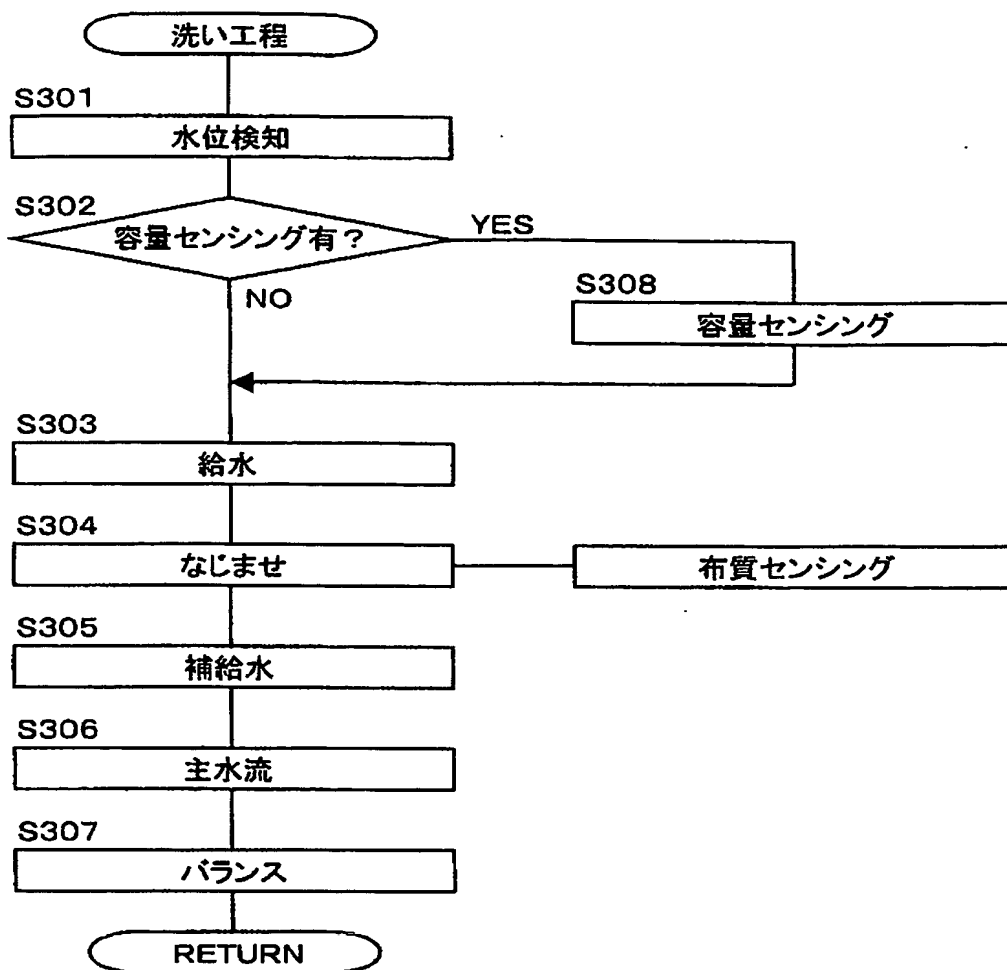 洗い工程
S301
水位検知
S302
容量センシング有？
YES
NO
S308
容量センシング
S303
給水
S304
なじませ
布質センシング
S305
補給水
S306
主水流
S307
バランス
RETURN